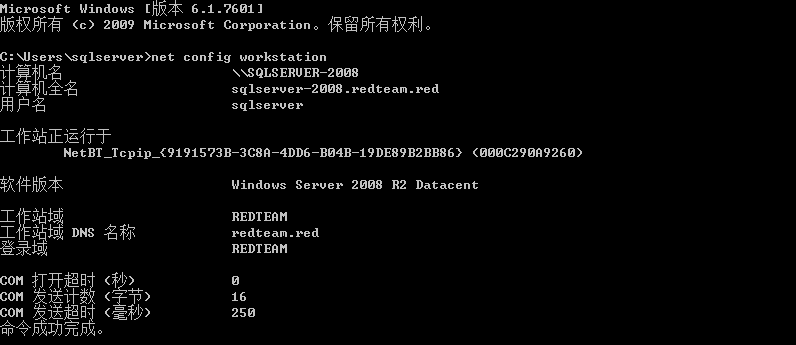 Microsoft Windows [版本 6.1.7601]
版权所有 (c) 2009 Microsoft Corporation。保留所有权利。
C:\Users\sqlserver>net config workstation
计算机名 \\SQLSERVER-2008
计算机全名 sqlserver-2008.redteam.red
用户名 sqlserver
工作站正运行于
NetBT_Tcpip_{9191573B-3C8A-4DD6-B04B-19DE89B2BB86} (000C290A9260)
软件版本 Windows Server 2008 R2 Datacent
工作站域 REDTEAM
工作站域 DNS 名称 redteam.red
登录域 REDTEAM
COM 打开超时 (秒) 0
COM 发送计数 (字节) 16
COM 发送超时 (毫秒) 250
命令成功完成。